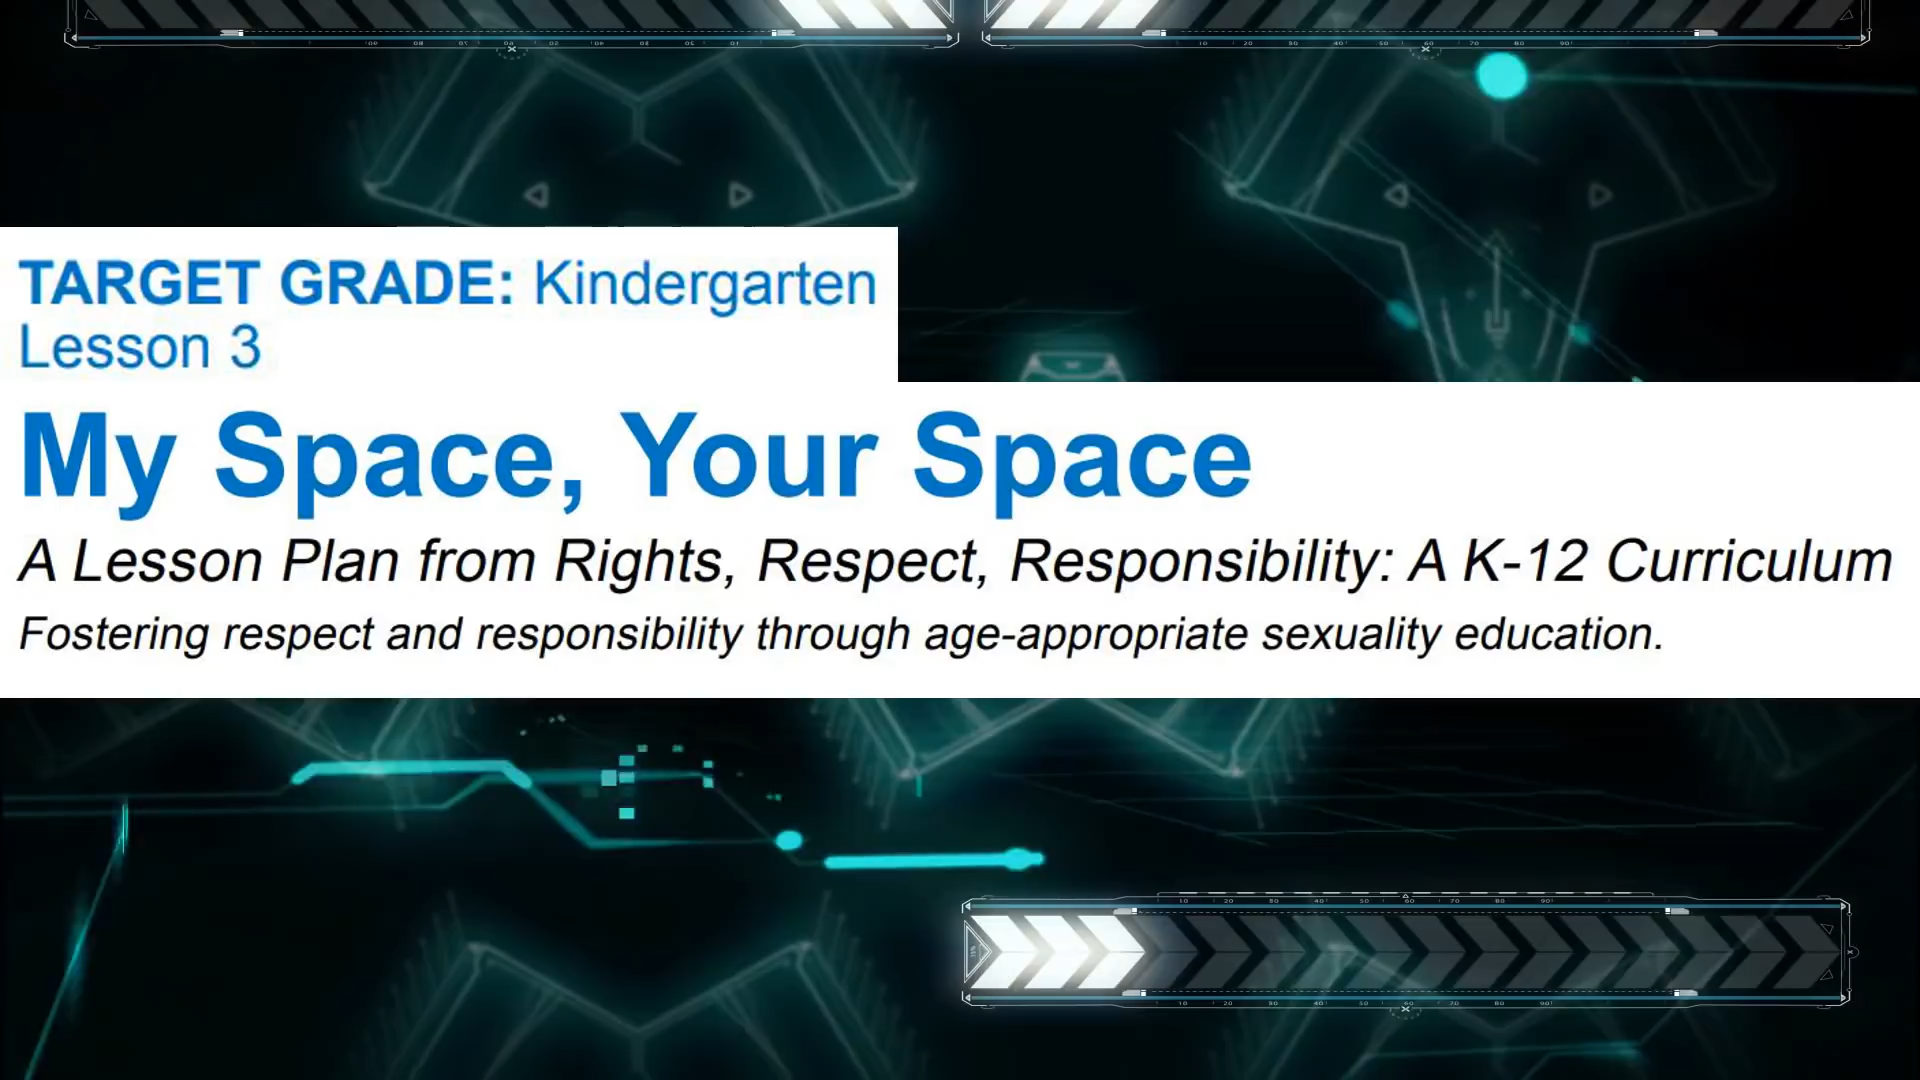 TARGET GRADE: Kindergarten
Lesson 3
My Space, Your Space
A Lesson Plan from Rights, Respect, Responsibility: A K-12 Curriculum
Fostering respect and responsibility through age-appropriate sexuality education.